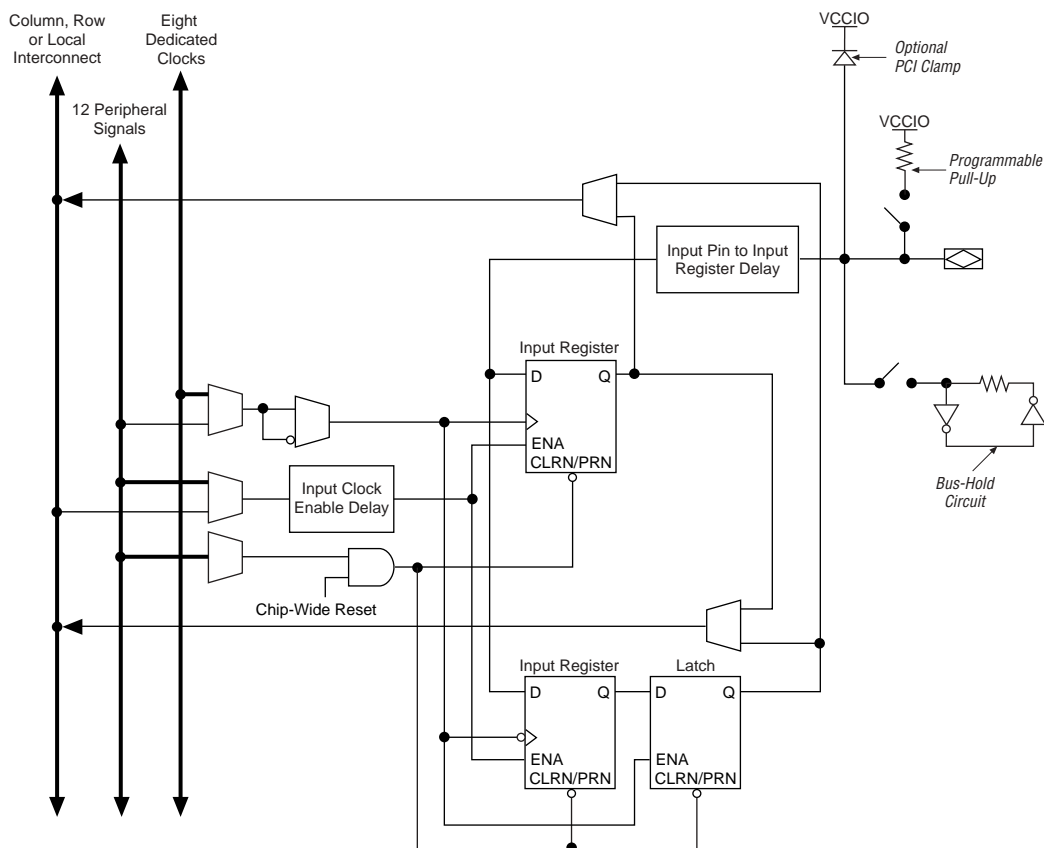 Column, Row
or Local
Interconnect
Eight
Dedicated
Clocks
12 Peripheral
Signals
VCCIO
Optional
PCI Clamp
VCCIO
Programmable
Pull-Up
Input Pin to Input
Register Delay
Input Register
D
Q
ENA
CLRN/PRN
Input Clock
Enable Delay
Chip-Wide Reset
Bus-Hold
Circuit
Input Register
D
Q
ENA
CLRN/PRN
Latch
D
Q
ENA
CLRN/PRN